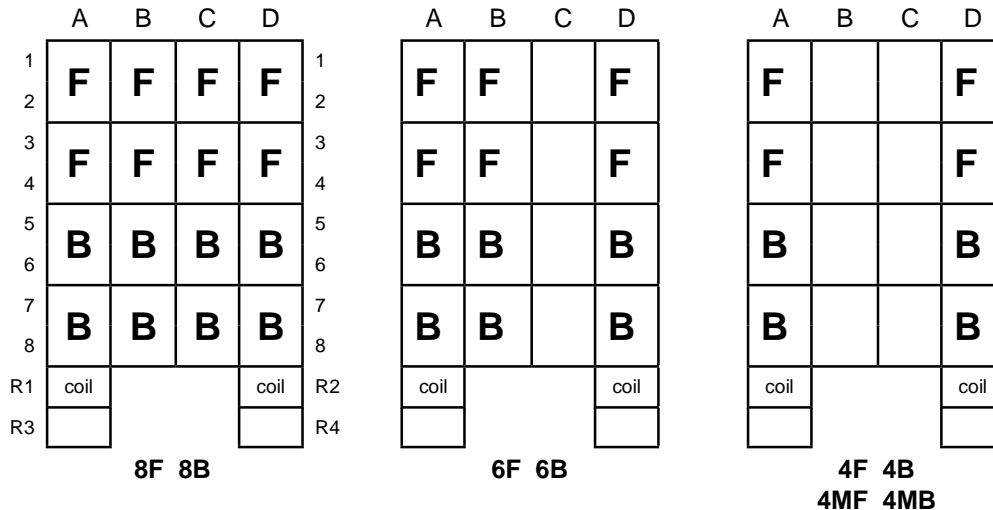 A B C D A B C D A B C D
1 1
F F F F F F F F F
2 2
3 3
F F F F F F F F F
4 4
5 5
B B B B B B B B B
6 6
7 7
B B B B B B B B B
8 8
R1 coil coil R2 coil coil coil coil
R3 R4
8F 8B 6F 6B 4F 4B
4MF 4MB